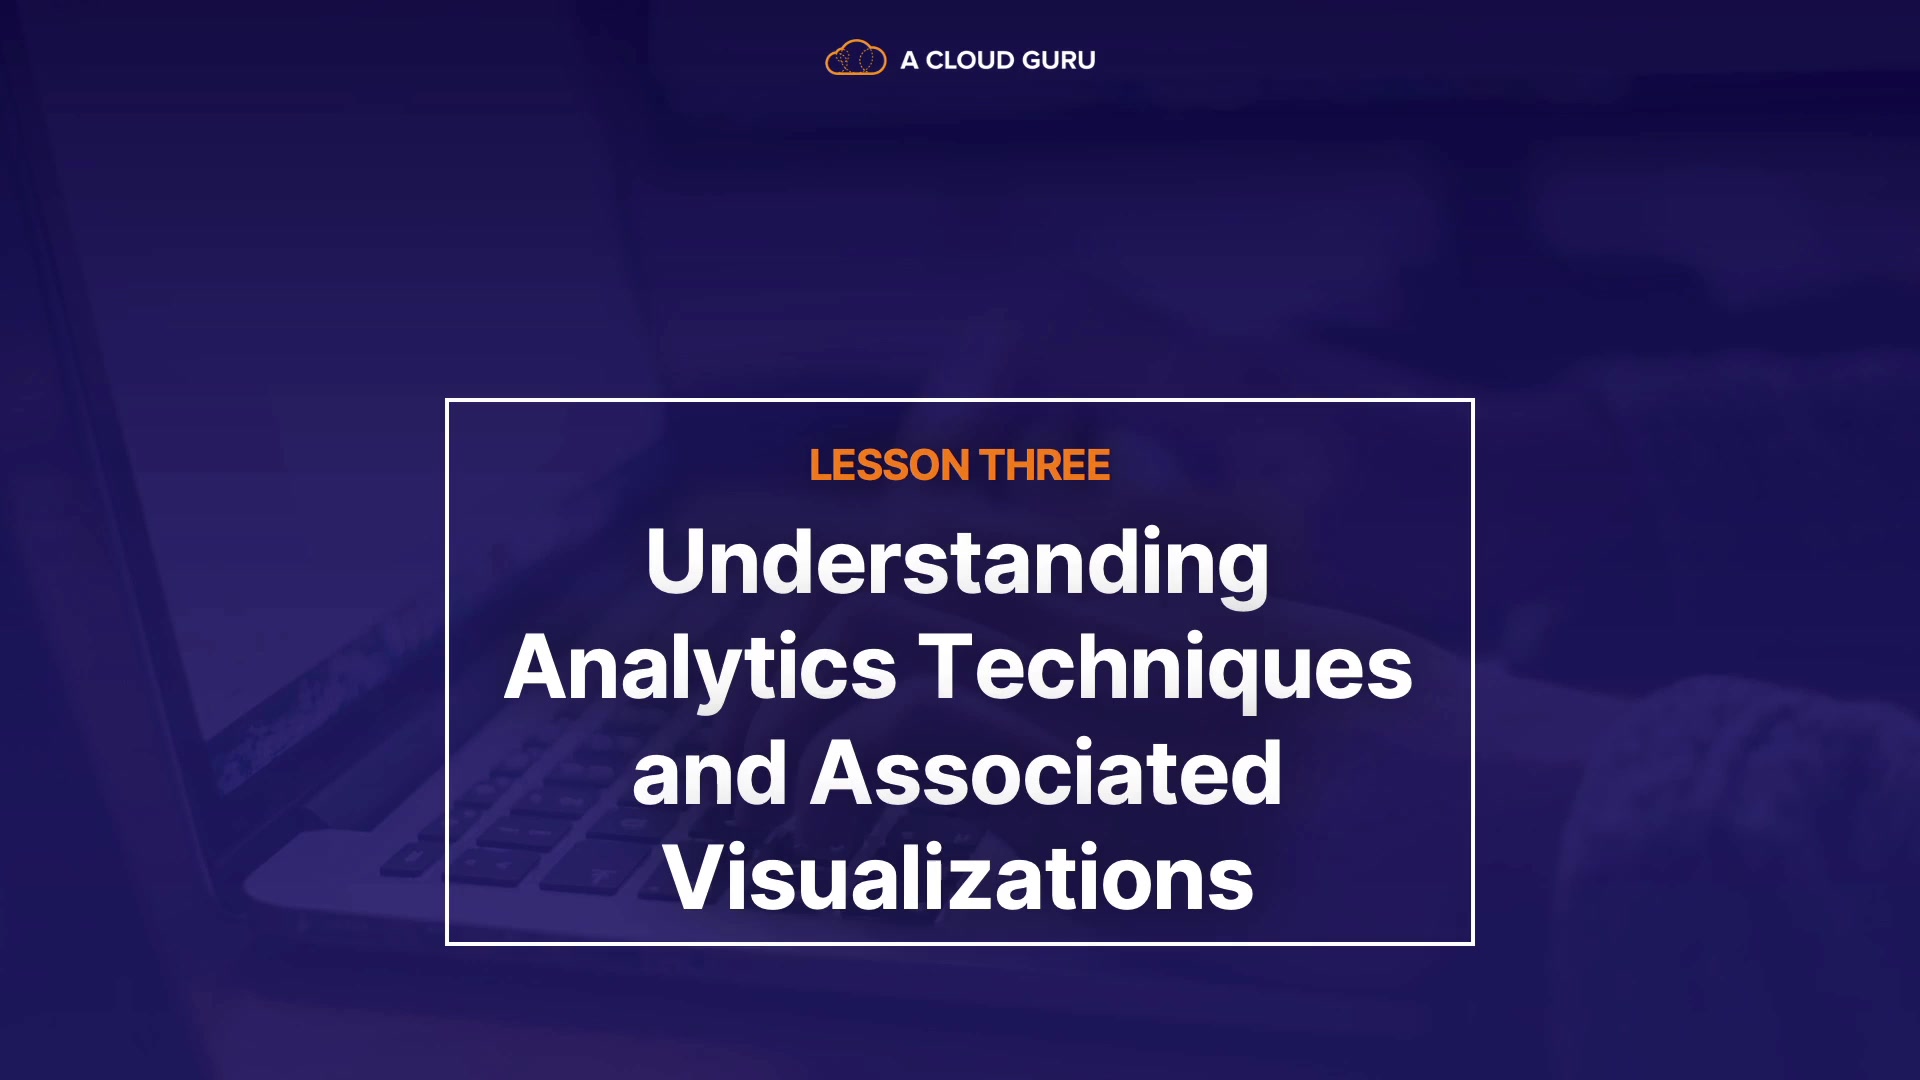 A CLOUD GURU
LESSON THREE
Understanding
Analytics Techniques
and Associated
Visualizations